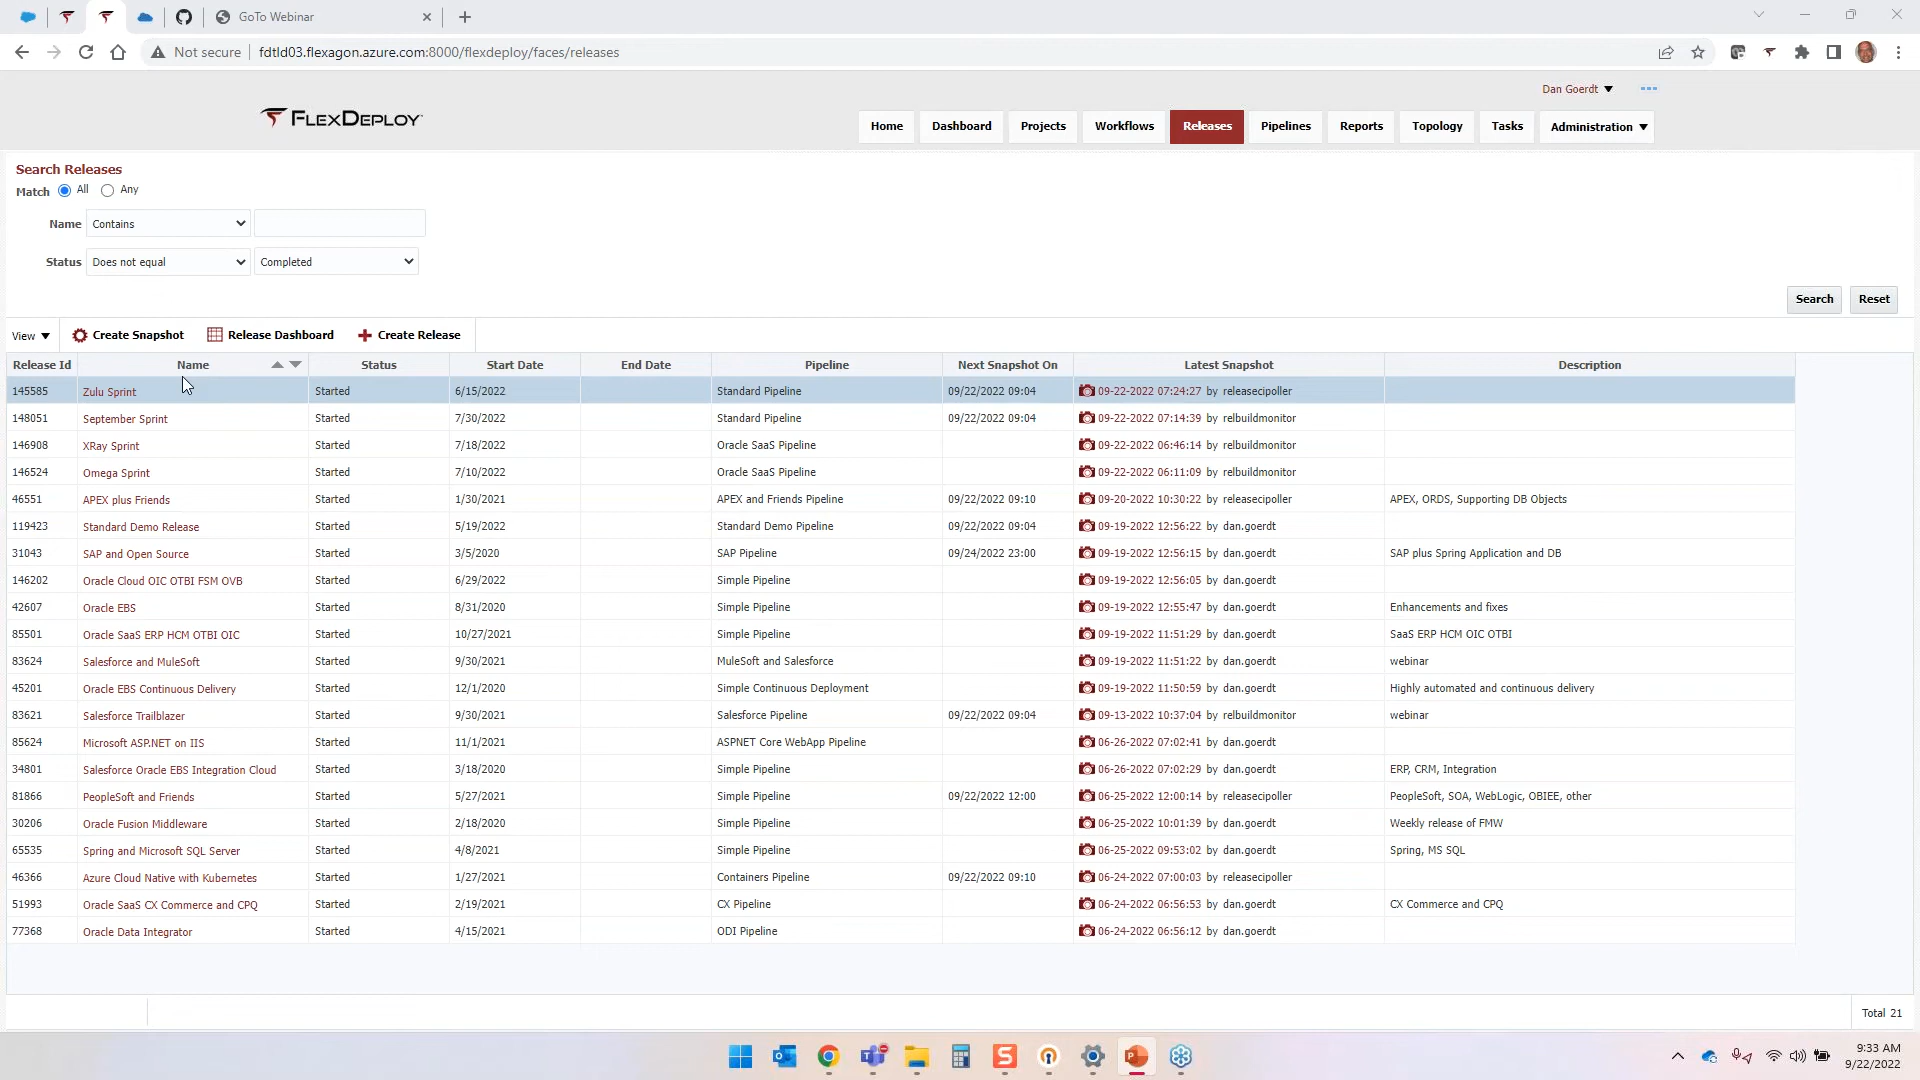 GoTo Webinar
Not secure fdtld03.flexagon.azure.com:8000/flexdeploy/faces/releases
Dan Goerdt
FLEXDEPLOY
Home Dashboard Projects Workflows Releases Pipelines Reports Topology Tasks Administration
Search Releases
Match All Any
Name Contains
Status Does not equal Completed
Search Reset
View Create Snapshot Release Dashboard Create Release
Release Id Name Status Start Date End Date Pipeline Next Snapshot On Latest Snapshot Description
145585 Zulu Sprint Started 6/15/2022 Standard Pipeline 09/22/2022 09:04 09-22-2022 07:24:27 by releasecipoller
148051 September Sprint Started 7/30/2022 Standard Pipeline 09/22/2022 09:04 09-22-2022 07:14:39 by relbuildmonitor
146908 XRay Sprint Started 7/18/2022 Oracle SaaS Pipeline 09-22-2022 06:46:14 by relbuildmonitor
146524 Omega Sprint Started 7/10/2022 Oracle SaaS Pipeline 09-22-2022 06:11:09 by relbuildmonitor
46551 APEX plus Friends Started 1/30/2021 APEX and Friends Pipeline 09/22/2022 09:10 09-20-2022 10:30:22 by releasecipoller APEX, ORDS, Supporting DB Objects
119423 Standard Demo Release Started 5/19/2022 Standard Demo Pipeline 09/22/2022 09:04 09-19-2022 12:56:22 by dan.goerdt
31043 SAP and Open Source Started 3/5/2020 SAP Pipeline 09/24/2022 23:00 09-19-2022 12:56:15 by dan.goerdt SAP plus Spring Application and DB
146202 Oracle Cloud OIC OTBI FSM OVB Started 6/29/2022 Simple Pipeline 09-19-2022 12:56:05 by dan.goerdt
42607 Oracle EBS Started 8/31/2020 Simple Pipeline 09-19-2022 12:55:47 by dan.goerdt Enhancements and fixes
85501 Oracle SaaS ERP HCM OTBI OIC Started 10/27/2021 Simple Pipeline 09-19-2022 11:51:29 by dan.goerdt SaaS ERP HCM OIC OTBI
83624 Salesforce and MuleSoft Started 9/30/2021 MuleSoft and Salesforce 09-19-2022 11:51:22 by dan.goerdt webinar
45201 Oracle EBS Continuous Delivery Started 12/1/2020 Simple Continuous Deployment 09-19-2022 11:50:59 by dan.goerdt Highly automated and continuous delivery
83621 Salesforce Trailblazer Started 9/30/2021 Salesforce Pipeline 09/22/2022 09:04 09-13-2022 10:37:04 by relbuildmonitor webinar
85624 Microsoft ASP.NET on IIS Started 11/1/2021 ASPNET Core WebApp Pipeline 06-26-2022 07:02:41 by dan.goerdt
34801 Salesforce Oracle EBS Integration Cloud Started 3/18/2020 Simple Pipeline 06-26-2022 07:02:29 by dan.goerdt ERP, CRM, Integration
81866 PeopleSoft and Friends Started 5/27/2021 Simple Pipeline 09/22/2022 12:00 06-25-2022 12:00:14 by releasecipoller PeopleSoft, SOA, WebLogic, OBIEE, other
30206 Oracle Fusion Middleware Started 2/18/2020 Simple Pipeline 06-25-2022 10:01:39 by dan.goerdt Weekly release of FMW
65535 Spring and Microsoft SQL Server Started 4/8/2021 Simple Pipeline 06-25-2022 09:53:02 by dan.goerdt Spring, MS SQL
46366 Azure Cloud Native with Kubernetes Started 1/27/2021 Containers Pipeline 09/22/2022 09:10 06-24-2022 07:00:03 by releasecipoller
51993 Oracle SaaS CX Commerce and CPQ Started 2/19/2021 CX Pipeline 06-24-2022 06:56:53 by dan.goerdt CX Commerce and CPQ
77368 Oracle Data Integrator Started 4/15/2021 ODI Pipeline 06-24-2022 06:56:12 by dan.goerdt
Total 21
9:33 AM
9/22/2022